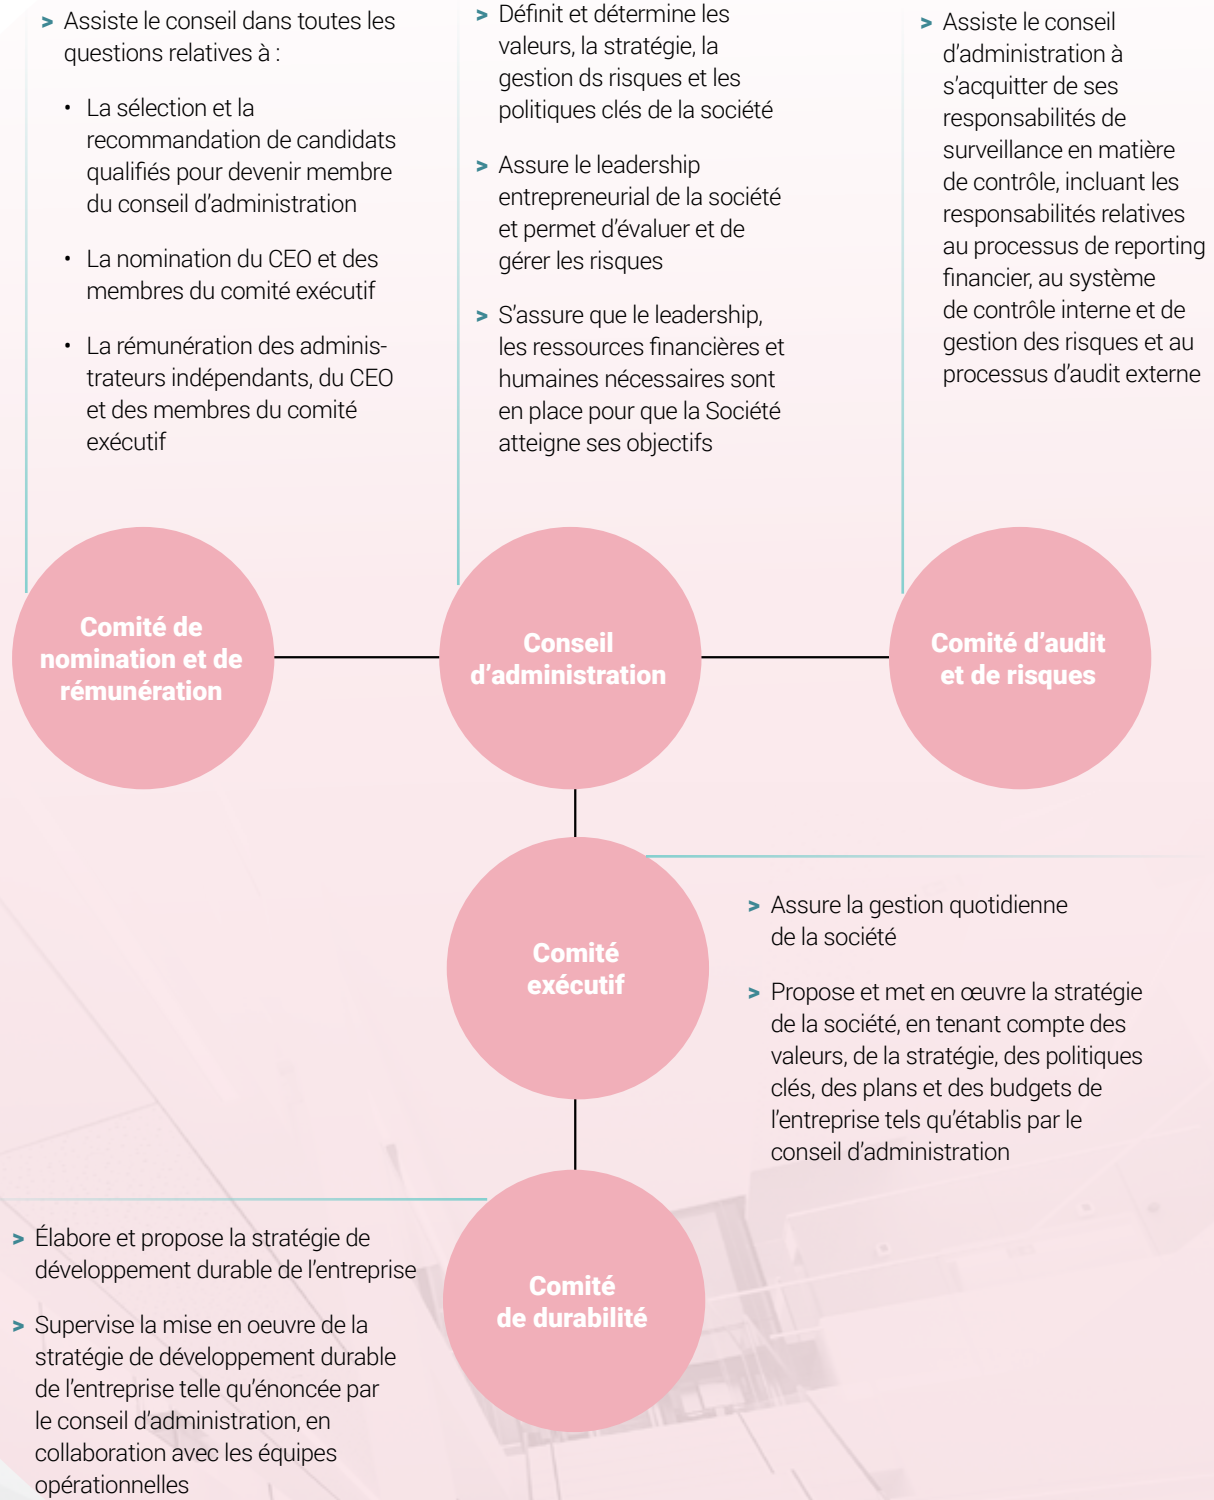 > Assiste le conseil dans toutes les
questions relatives à :
• La sélection et la
recommandation de candidats
qualifiés pour devenir membre
du conseil d’administration
• La nomination du CEO et des
membres du comité exécutif
• La rémunération des adminis-
trateurs indépendants, du CEO
et des membres du comité
exécutif
> Définit et détermine les
valeurs, la stratégie, la
gestion ds risques et les
politiques clés de la société
> Assure le leadership
entrepreneurial de la société
et permet d’évaluer et de
gérer les risques
> S’assure que le leadership,
les ressources financières et
humaines nécessaires sont
en place pour que la Société
atteigne ses objectifs
> Assiste le conseil
d’administration à
s’acquitter de ses
responsabilités de
surveillance en matière
de contrôle, incluant les
responsabilités relatives
au processus de reporting
financier, au système
de contrôle interne et de
gestion des risques et au
processus d’audit externe
Comité de
nomination et de
rémunération
Conseil
d’administration
Comité d’audit
et de risques
Comité
exécutif
> Assure la gestion quotidienne
de la société
> Propose et met en œuvre la stratégie
de la société, en tenant compte des
valeurs, de la stratégie, des politiques
clés, des plans et des budgets de
l’entreprise tels qu’établis par le
conseil d’administration
> Élabore et propose la stratégie de
développement durable de l’entreprise
> Supervise la mise en oeuvre de la
stratégie de développement durable
de l’entreprise telle qu’énoncée par
le conseil d’administration, en
collaboration avec les équipes
opérationnelles
Comité
de durabilité